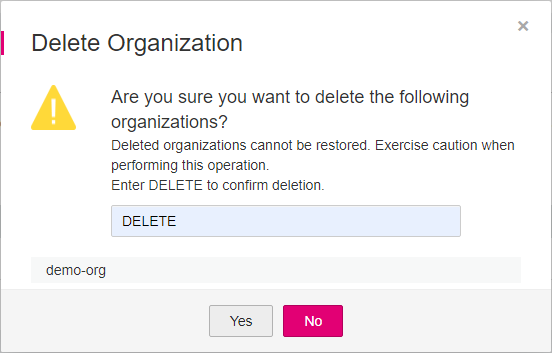 Delete Organization
×
Are you sure you want to delete the following
organizations?
Deleted organizations cannot be restored. Exercise caution when
performing this operation.
Enter DELETE to confirm deletion.
DELETE
demo-org
Yes
No